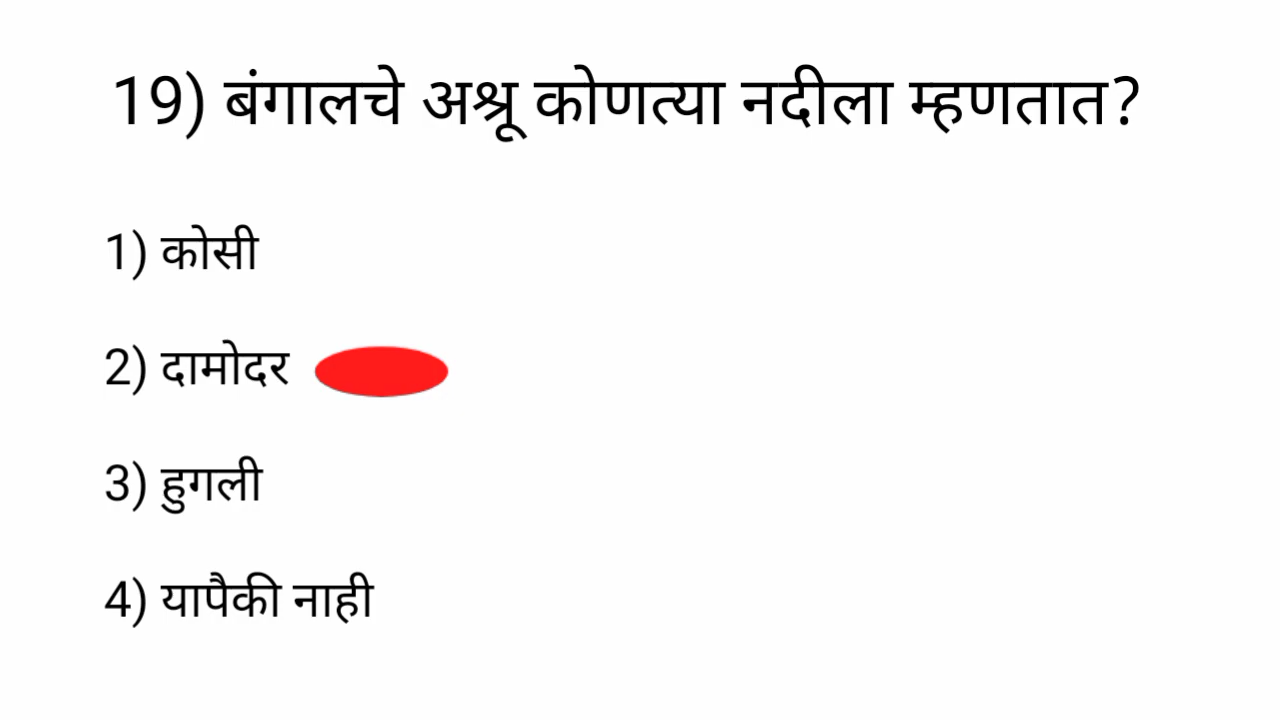 19) बंगालचे अश्रू कोणत्या नदीला म्हणतात?
1) कोसी
2) दामोदर
3) हुगली
4) यापैकी नाही